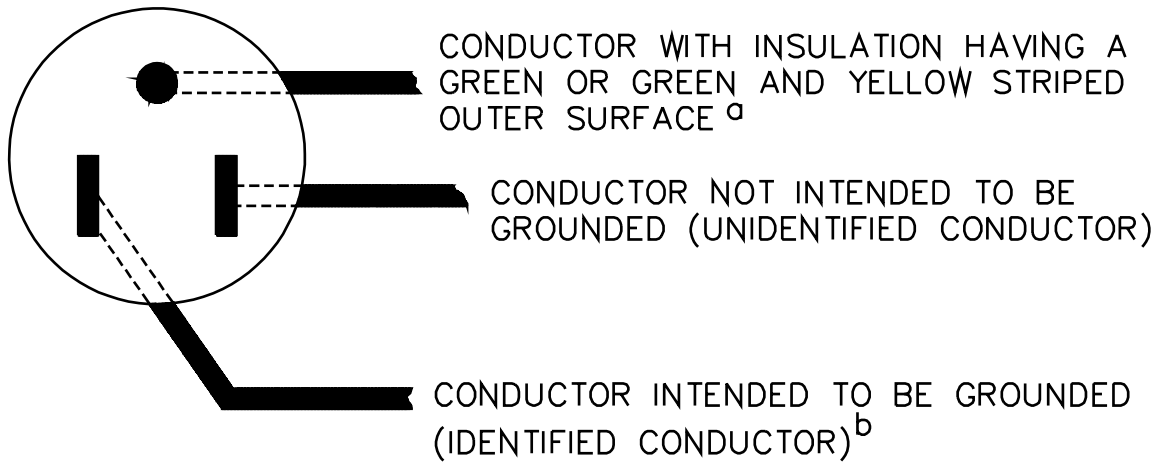 CONDUCTOR WITH INSULATION HAVING A
GREEN OR GREEN AND YELLOW STRIPED
OUTER SURFACE a
CONDUCTOR NOT INTENDED TO BE
GROUNDED (UNIDENTIFIED CONDUCTOR)
CONDUCTOR INTENDED TO BE GROUNDED
(IDENTIFIED CONDUCTOR)b